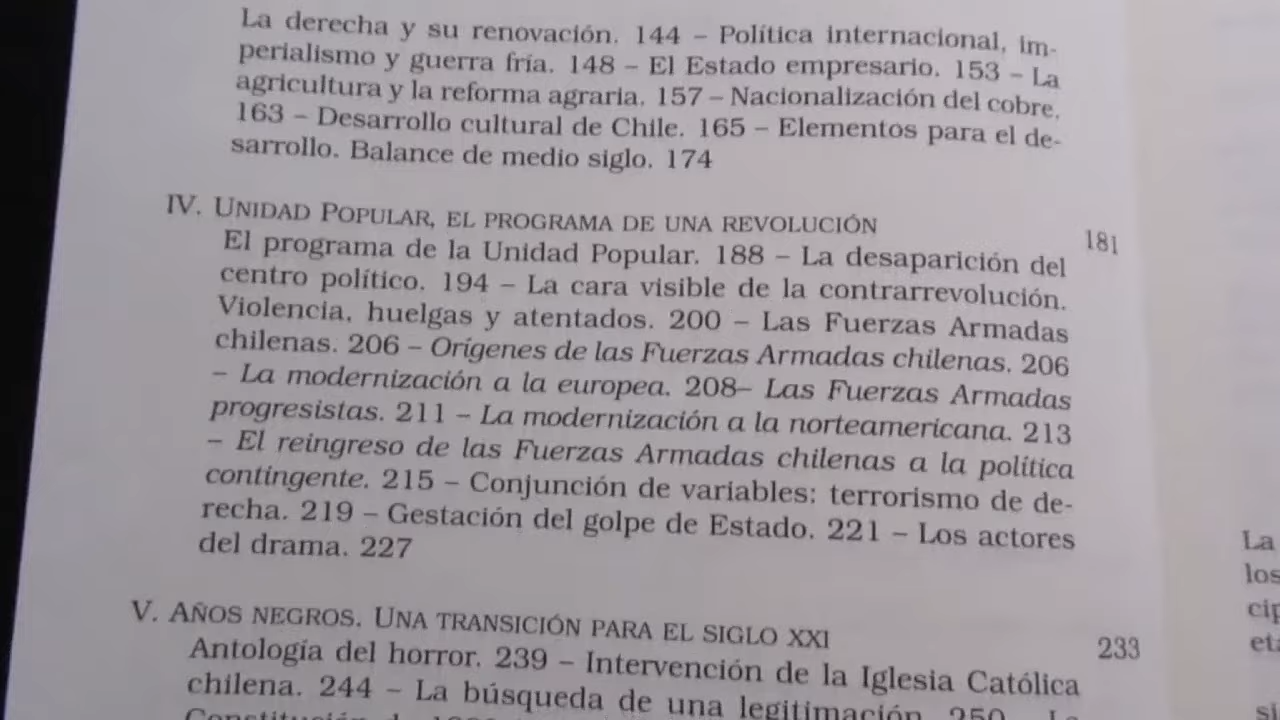 La derecha y su renovación. 144 – Política internacional, im-
perialismo y guerra fría. 148 – El Estado empresario. 153 – La
agricultura y la reforma agraria. 157 – Nacionalización del cobre.
163 – Desarrollo cultural de Chile. 165 – Elementos para el de-
sarrollo. Balance de medio siglo. 174
IV. UNIDAD POPULAR, EL PROGRAMA DE UNA REVOLUCIÓN 181
El programa de la Unidad Popular. 188 – La desaparición del
centro político. 194 – La cara visible de la contrarrevolución.
Violencia, huelgas y atentados. 200 – Las Fuerzas Armadas
chilenas. 206 – Orígenes de las Fuerzas Armadas chilenas. 206
– La modernización a la europea. 208– Las Fuerzas Armadas
progresistas. 211 – La modernización a la norteamericana. 213
– El reingreso de las Fuerzas Armadas chilenas a la política
contingente. 215 – Conjunción de variables: terrorismo de de-
recha. 219 – Gestación del golpe de Estado. 221 – Los actores
del drama. 227
V. AÑOS NEGROS. UNA TRANSICIÓN PARA EL SIGLO XXI 233
Antología del horror. 239 – Intervención de la Iglesia Católica
chilena. 244 – La búsqueda de una legitimación. 250
La
los